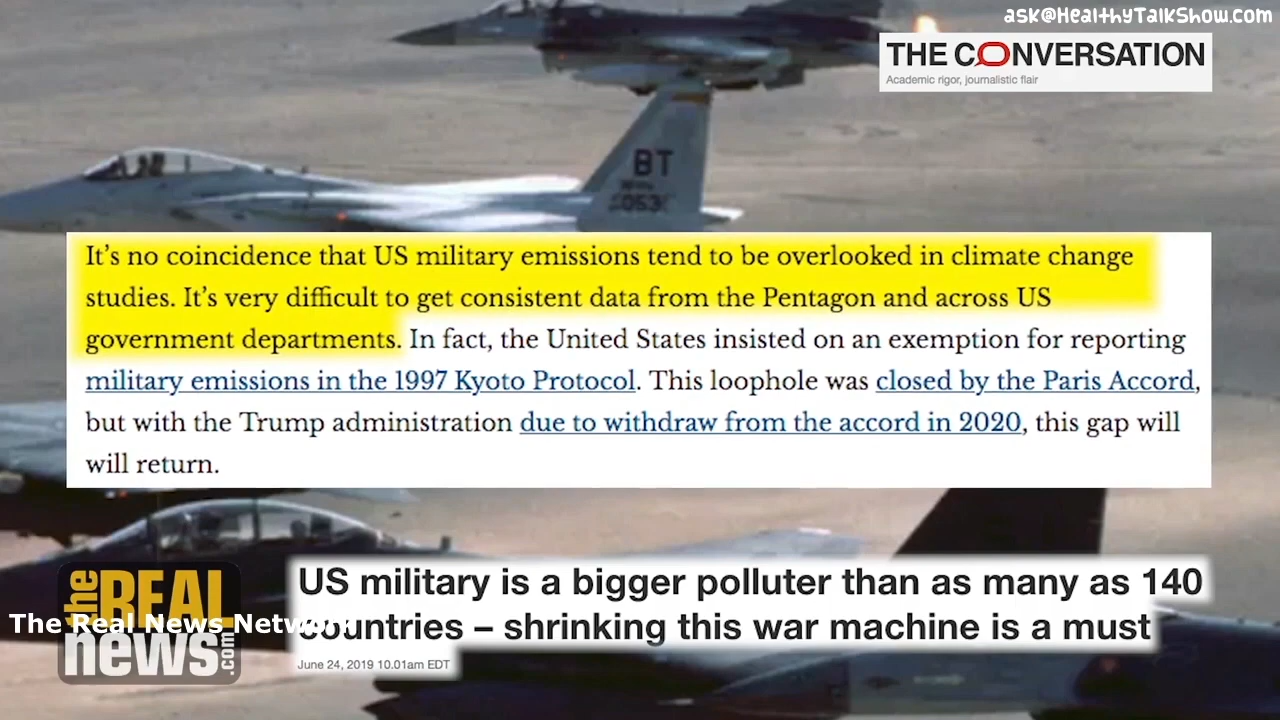 ask@HealthyTalkShow.com
THE CONVERSATION
Academic rigor, journalistic flair
BT
053
It's no coincidence that US military emissions tend to be overlooked in climate change
studies. It's very difficult to get consistent data from the Pentagon and across US
government departments. In fact, the United States insisted on an exemption for reporting
military emissions in the 1997 Kyoto Protocol. This loophole was closed by the Paris Accord,
but with the Trump administration due to withdraw from the accord in 2020, this gap will
will return.
US military is a bigger polluter than as many as 140
countries – shrinking this war machine is a must
June 24, 2019 10.01am EDT
the REAL
news.com
The Real News Network